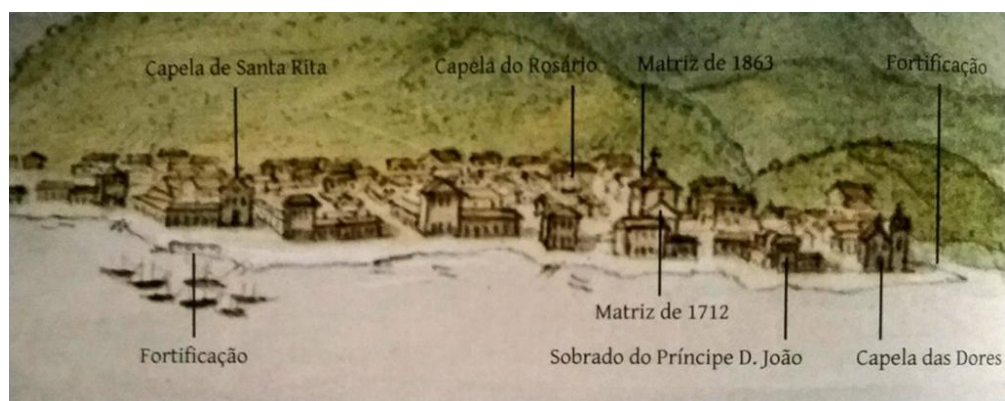 Capela de Santa Rita
Capela do Rosário
Matriz de 1863
Fortificação
Matriz de 1712
Fortificação
Sobrado do Príncipe D. João
Capela das Dores